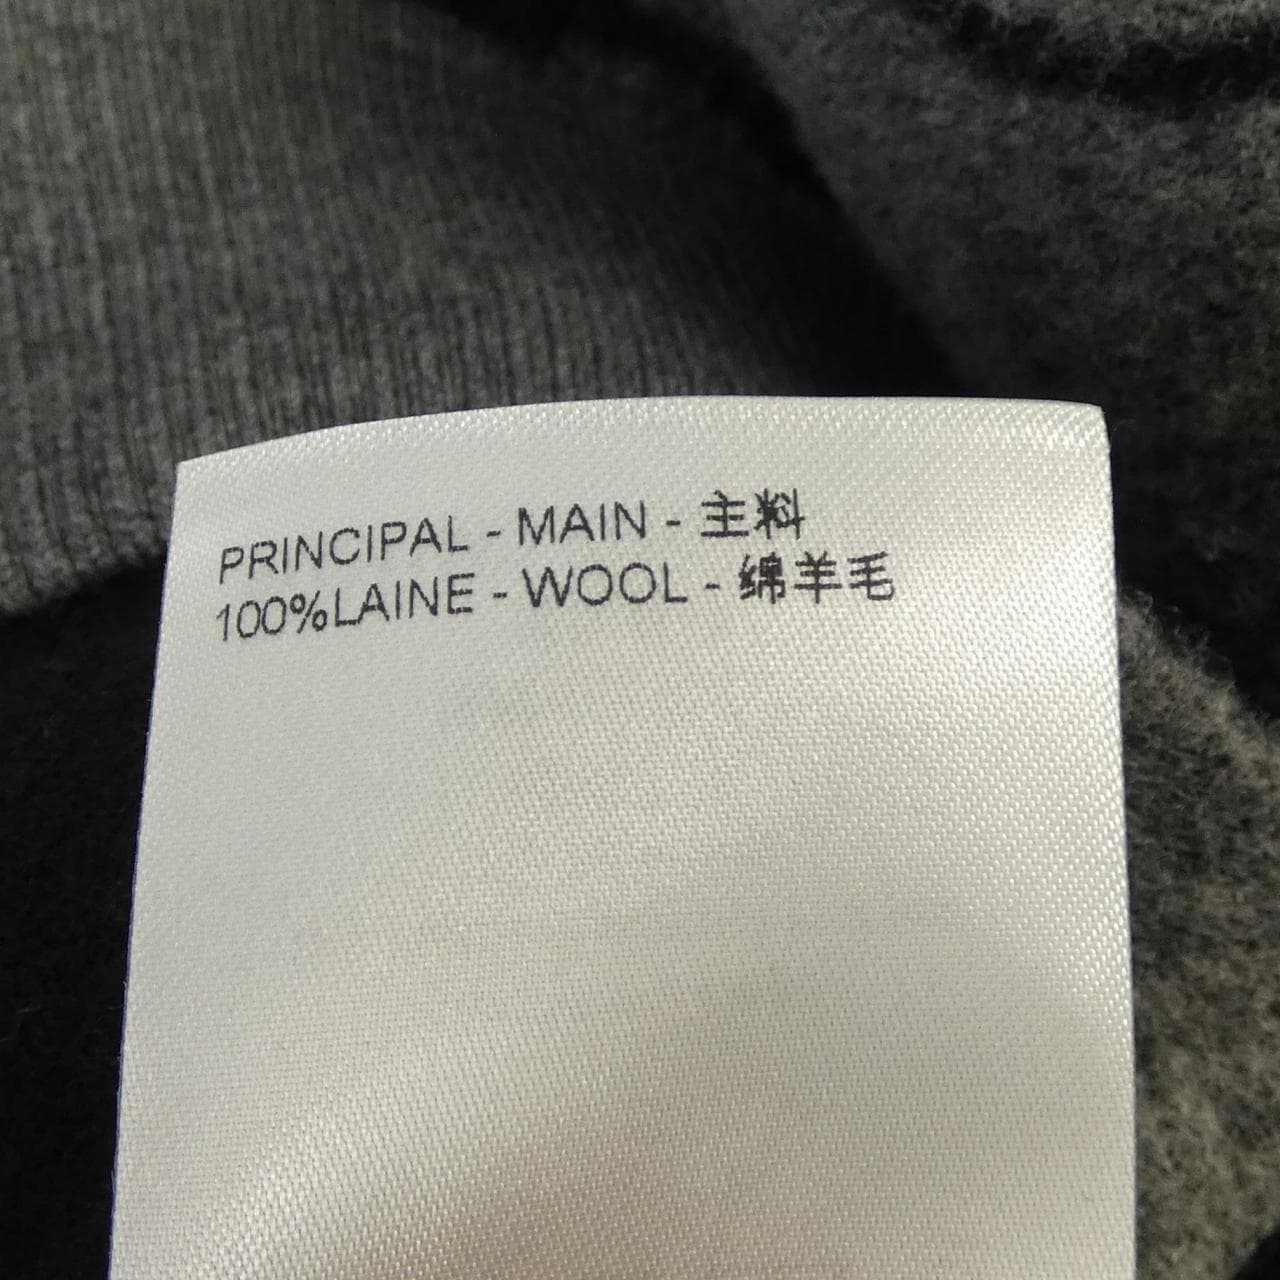 PRINCIPAL - MAIN - 主料
100%LAINE - WOOL - 绵羊毛